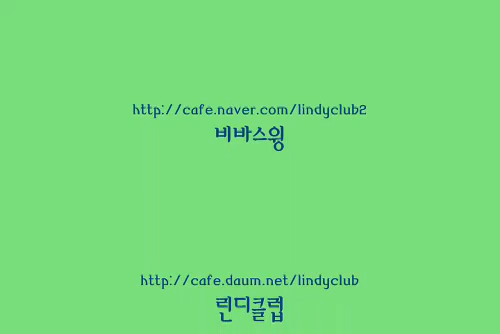 http://cafe.naver.com/lindyclub2
비바스윙
http://cafe.daum.net/lindyclub
린디클럽